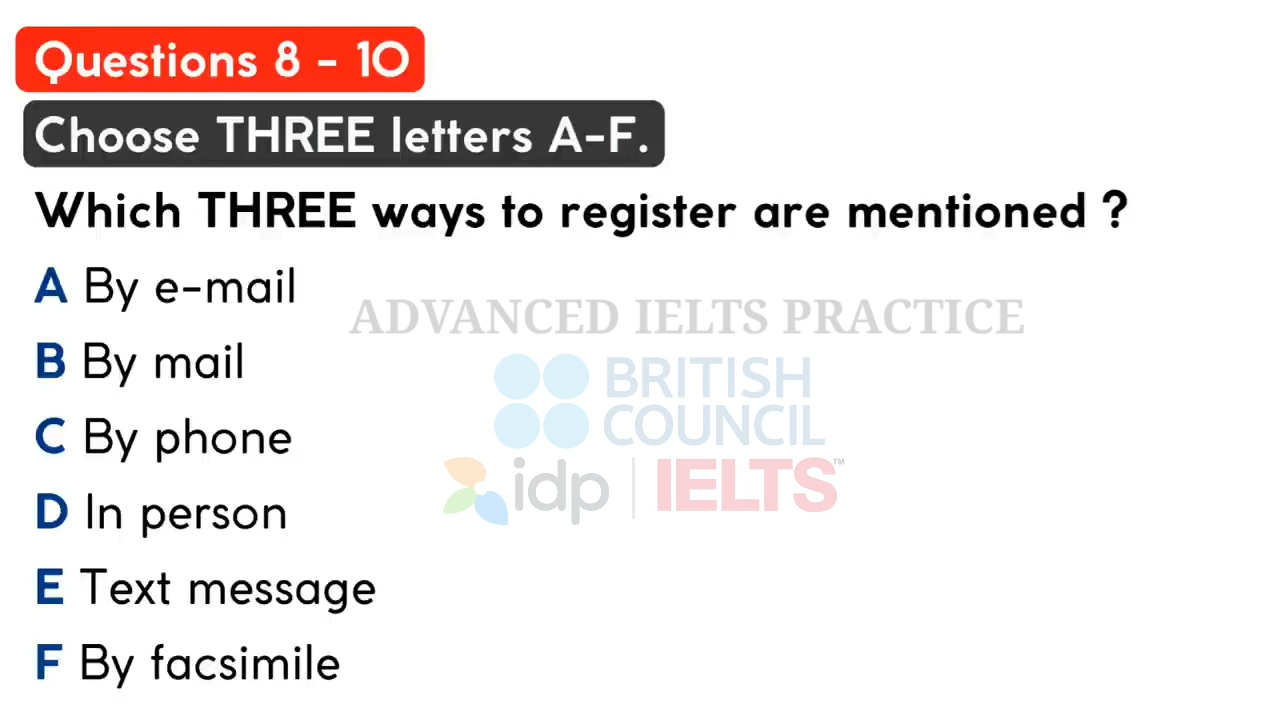 Questions 8 - 10
Choose THREE letters A-F.
Which THREE ways to register are mentioned ?
A By e-mail
ADVANCED IELTS PRACTICE
B By mail
BRITISH
COUNCIL
C By phone
idp | IELTS™
D In person
E Text message
F By facsimile